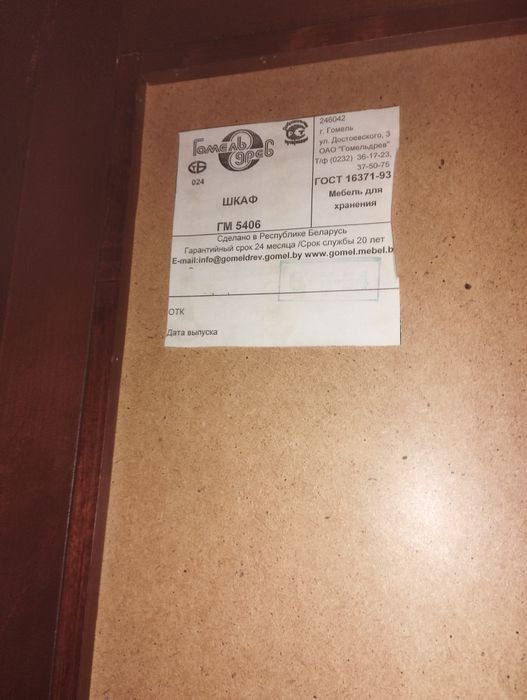 Гомель
Древ
024
ШКАФ
ГМ 5406
246042
г. Гомель
ул. Достоевского, 3
ОАО "Гомельдрев"
Т/ф (0232) 36-17-23,
37-50-75
ГОСТ 16371-93
Мебель для
хранения
Сделано в Республике Беларусь
Гарантийный срок 24 месяца /Срок службы 20 лет
E-mail:info@gomeldrev.gomel.by www.gomel.mebel.b
ОТК
Дата выпуска